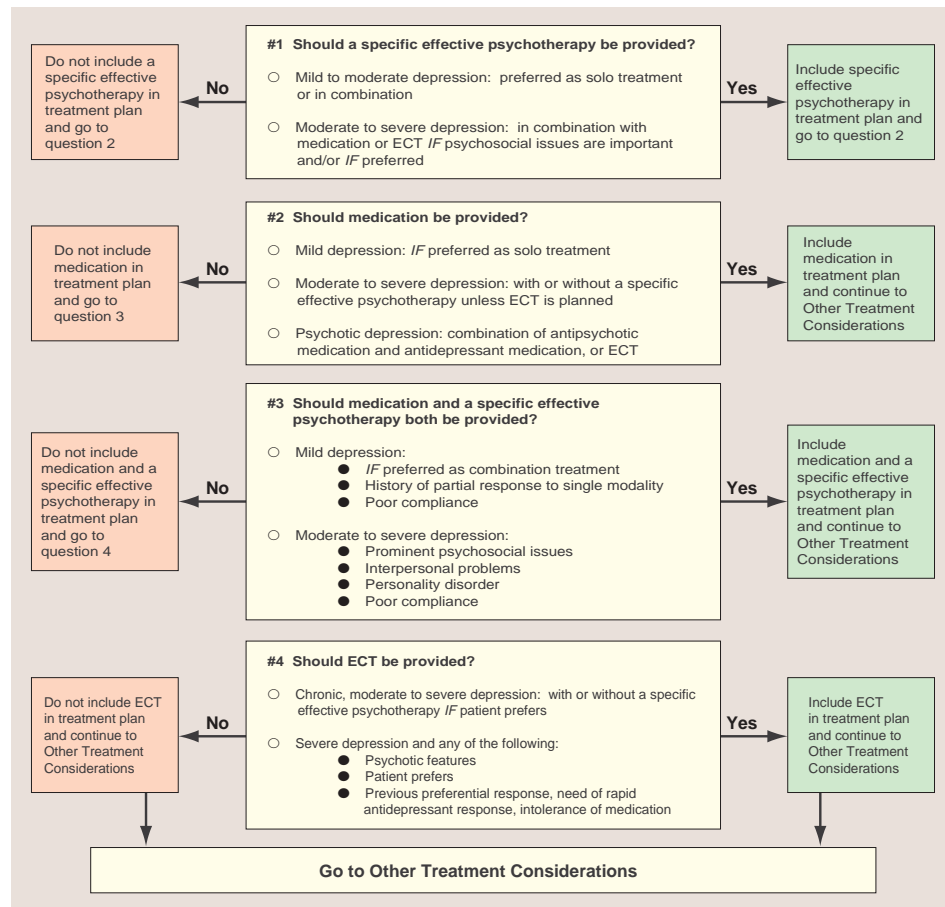 #1 Should a specific effective psychotherapy be provided?
○ Mild to moderate depression: preferred as solo treatment
or in combination
○ Moderate to severe depression: in combination with
medication or ECT IF psychosocial issues are important
and/or IF preferred
No
Do not include a
specific effective
psychotherapy in
treatment plan
and go to
question 2
Yes
Include specific
effective
psychotherapy in
treatment plan and
go to question 2
#2 Should medication be provided?
○ Mild depression: IF preferred as solo treatment
○ Moderate to severe depression: with or without a specific
effective psychotherapy unless ECT is planned
○ Psychotic depression: combination of antipsychotic
medication and antidepressant medication, or ECT
No
Do not include
medication in
treatment plan
and go to
question 3
Yes
Include
medication in
treatment plan
and continue to
Other Treatment
Considerations
#3 Should medication and a specific effective
psychotherapy both be provided?
○ Mild depression:
● IF preferred as combination treatment
● History of partial response to single modality
● Poor compliance
○ Moderate to severe depression:
● Prominent psychosocial issues
● Interpersonal problems
● Personality disorder
● Poor compliance
No
Do not include
medication and a
specific effective
psychotherapy in
treatment plan
and go to
question 4
Yes
Include
medication and a
specific effective
psychotherapy in
treatment plan
and continue to
Other Treatment
Considerations
#4 Should ECT be provided?
○ Chronic, moderate to severe depression: with or without a specific
effective psychotherapy IF patient prefers
○ Severe depression and any of the following:
● Psychotic features
● Patient prefers
● Previous preferential response, need of rapid
antidepressant response, intolerance of medication
No
Do not include ECT
in treatment plan
and continue to
Other Treatment
Considerations
Yes
Include ECT
in treatment plan
and continue to
Other Treatment
Considerations
Go to Other Treatment Considerations